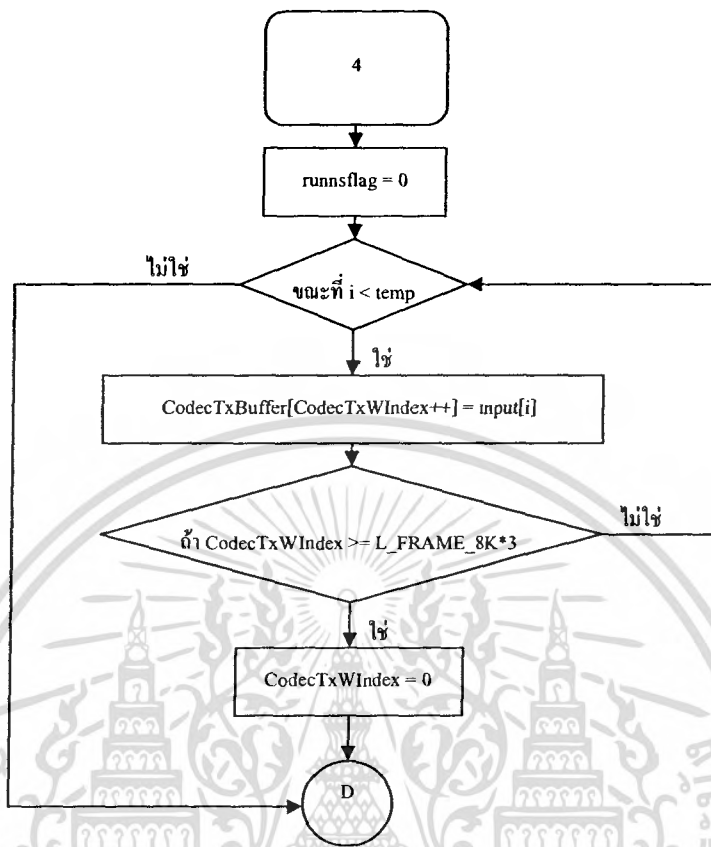 4
runnsflag = 0
ไม่ใช่
ขณะที่ i < temp
ใช่
CodecTxBuffer[CodecTxWIndex++] = input[i]
ไม่ใช่
ถ้า CodecTxWIndex >= L_FRAME_8K*3
ใช่
CodecTxWIndex = 0
D